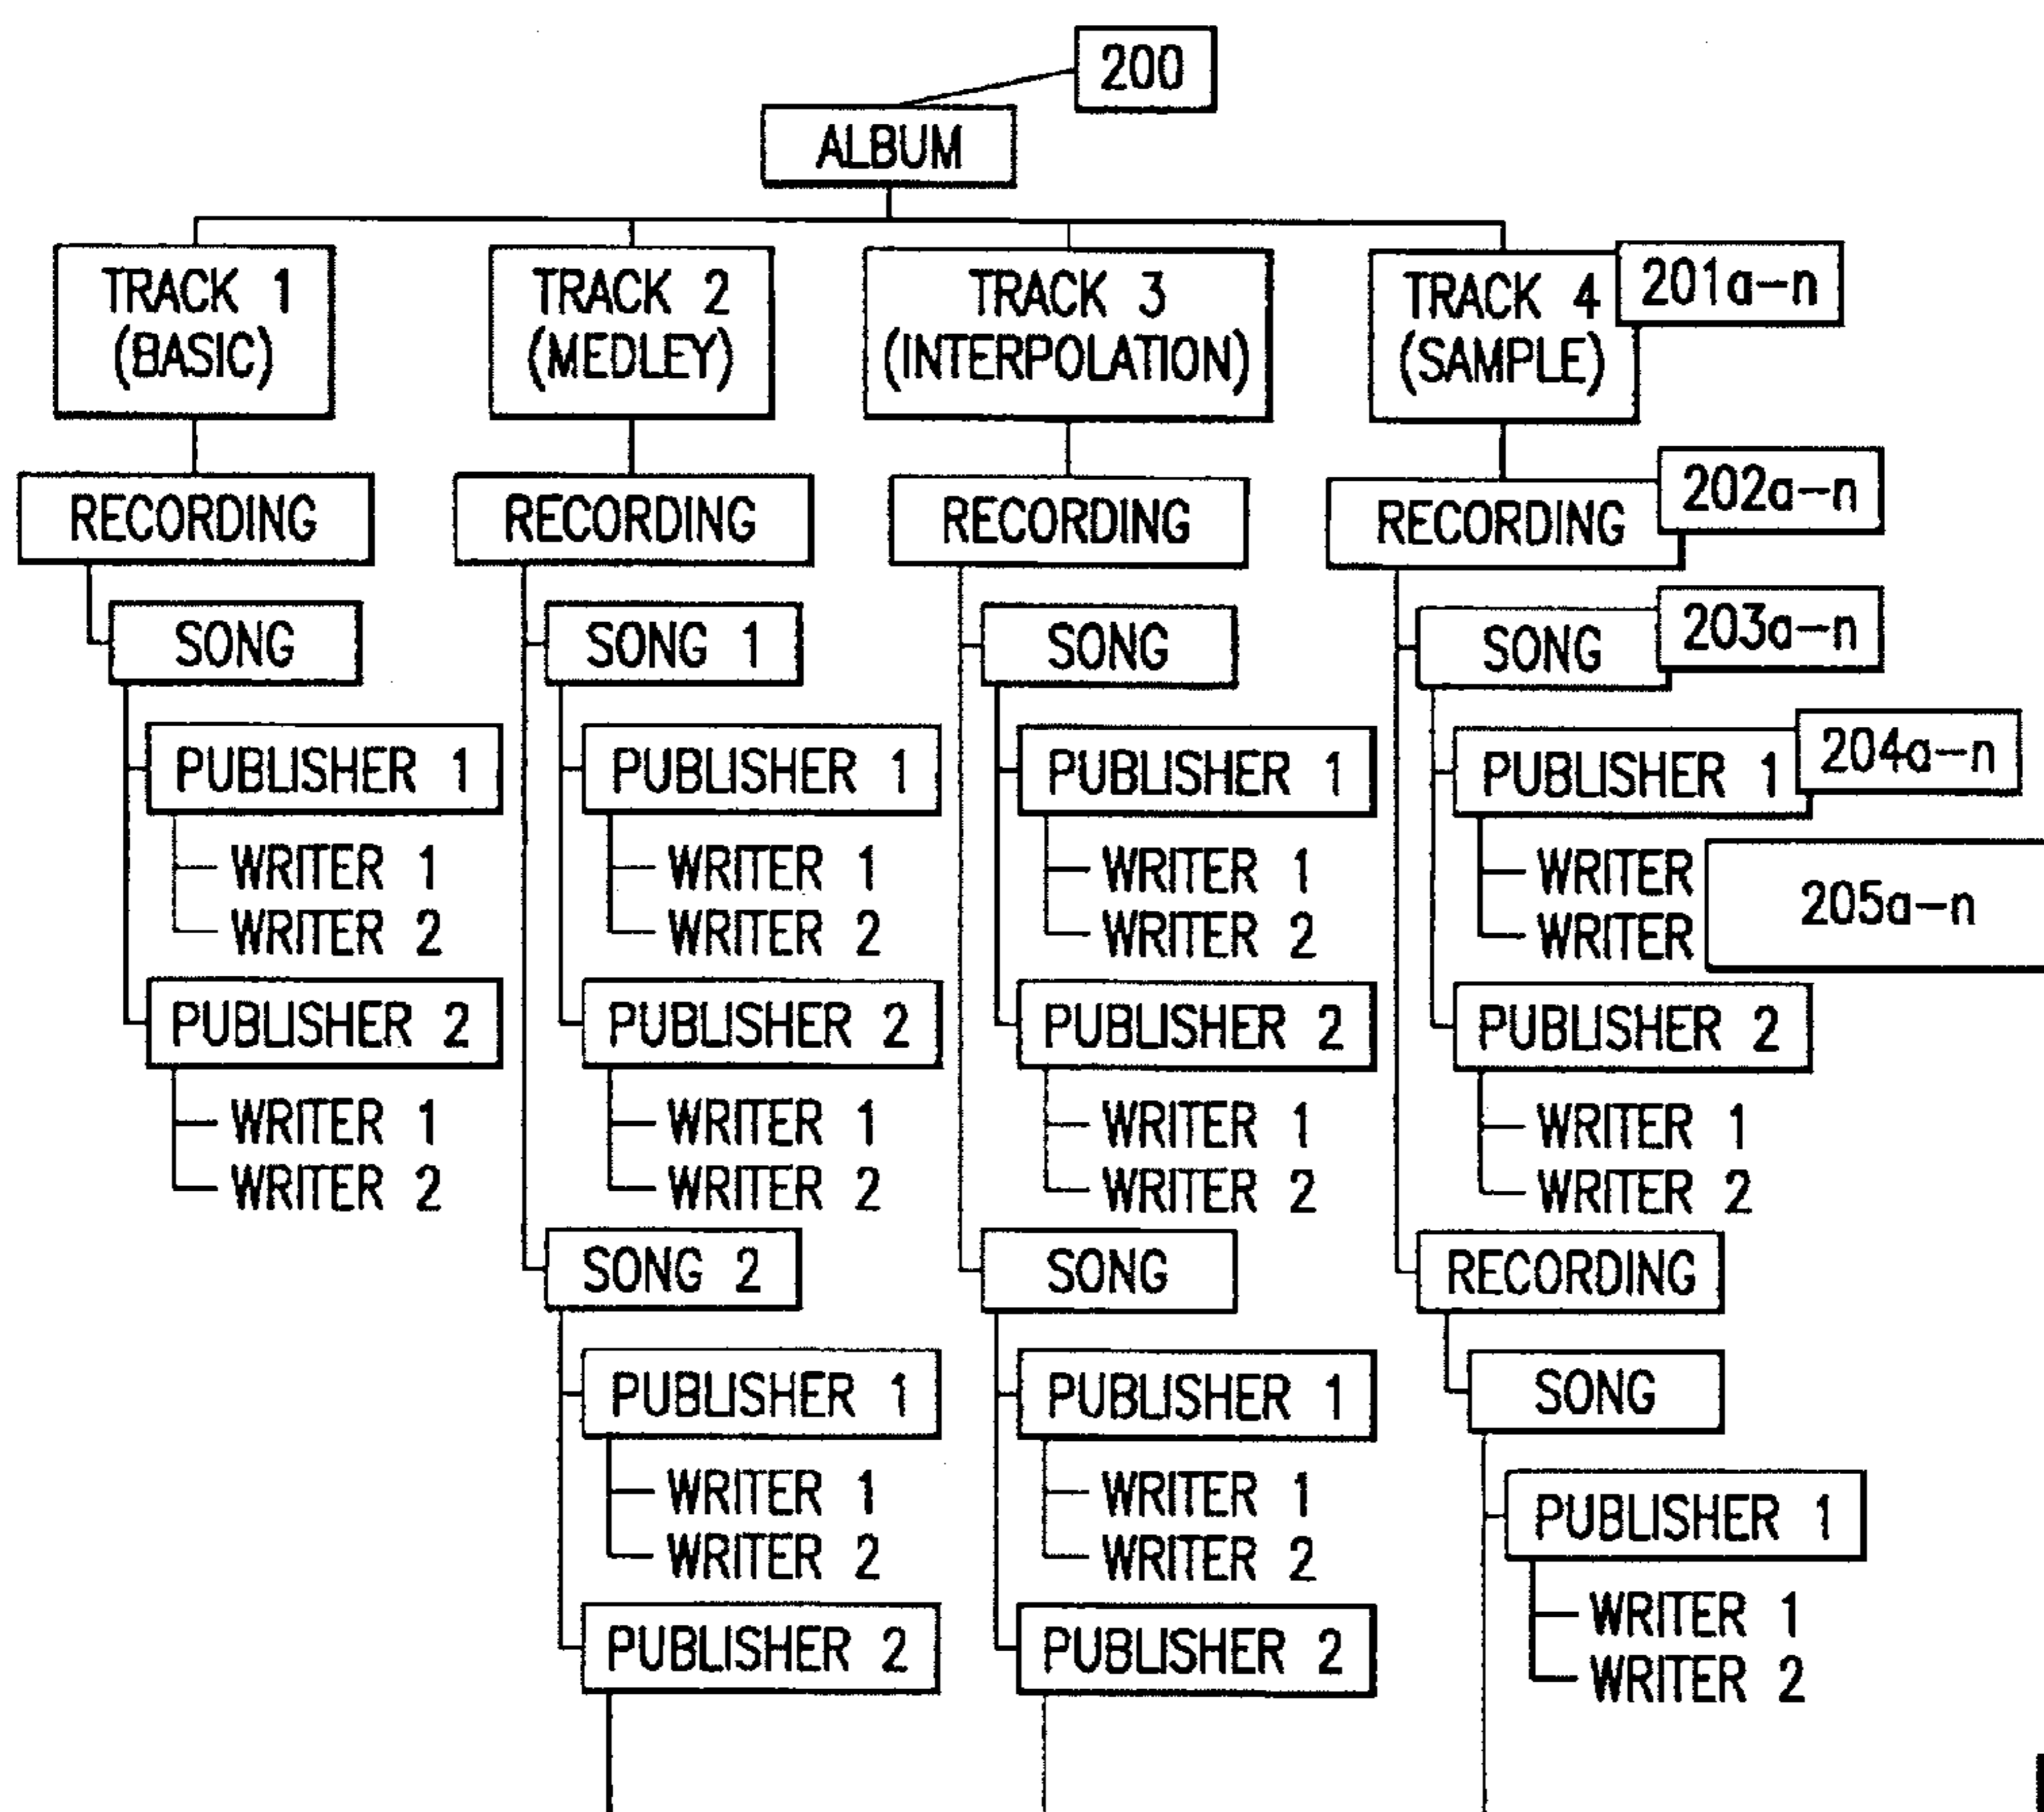 200
ALBUM
TRACK 1
(BASIC)
TRACK 2
(MEDLEY)
TRACK 3
(INTERPOLATION)
TRACK 4
(SAMPLE)
201a-n
RECORDING
RECORDING
RECORDING
RECORDING
202a-n
SONG
SONG 1
SONG
SONG
203a-n
PUBLISHER 1
PUBLISHER 1
PUBLISHER 1
PUBLISHER 1
204a-n
WRITER 1
WRITER 1
WRITER 1
WRITER
205a-n
WRITER 2
WRITER 2
WRITER 2
WRITER
PUBLISHER 2
PUBLISHER 2
PUBLISHER 2
PUBLISHER 2
WRITER 1
WRITER 1
WRITER 1
WRITER 1
WRITER 2
WRITER 2
WRITER 2
WRITER 2
SONG 2
SONG
RECORDING
PUBLISHER 1
PUBLISHER 1
SONG
WRITER 1
WRITER 1
PUBLISHER 1
WRITER 2
WRITER 2
WRITER 1
PUBLISHER 2
PUBLISHER 2
WRITER 2